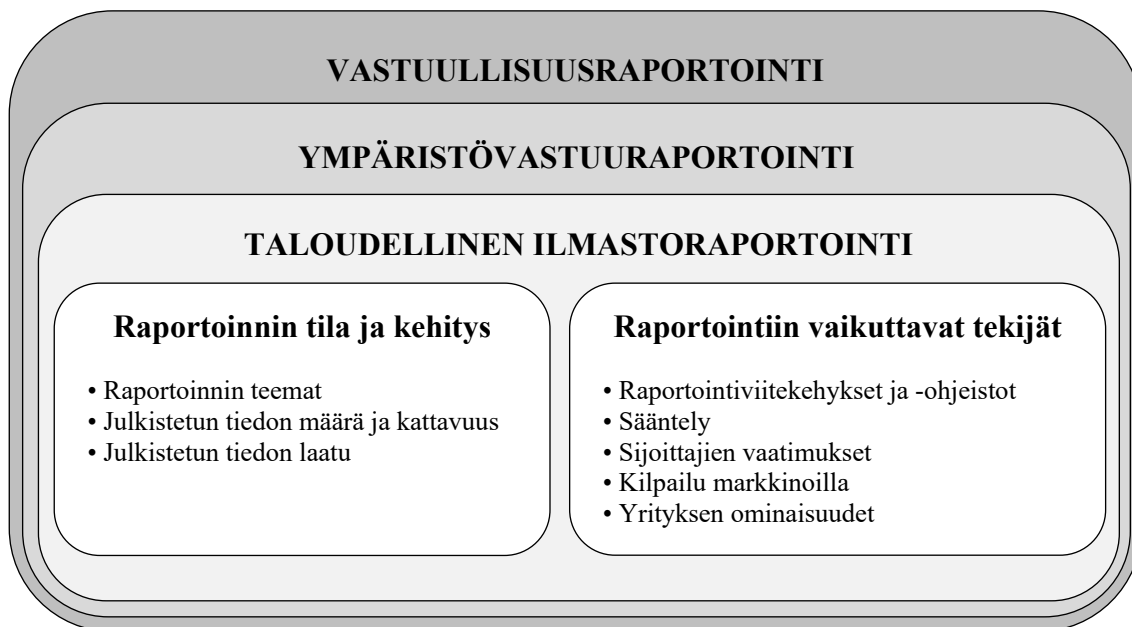 VASTUULLISUUSRAPORTOINTI
YMPÄRISTÖVASTUURAPORTOINTI
TALOUDELLINEN ILMASTORAPORTOINTI
Raportoinnin tila ja kehitys
• Raportoinnin teemat
• Julkistetun tiedon määrä ja kattavuus
• Julkistetun tiedon laatu
Raportointiin vaikuttavat tekijät
• Raportointiviitekehykset ja -ohjeistot
• Sääntely
• Sijoittajien vaatimukset
• Kilpailu markkinoilla
• Yrityksen ominaisuudet